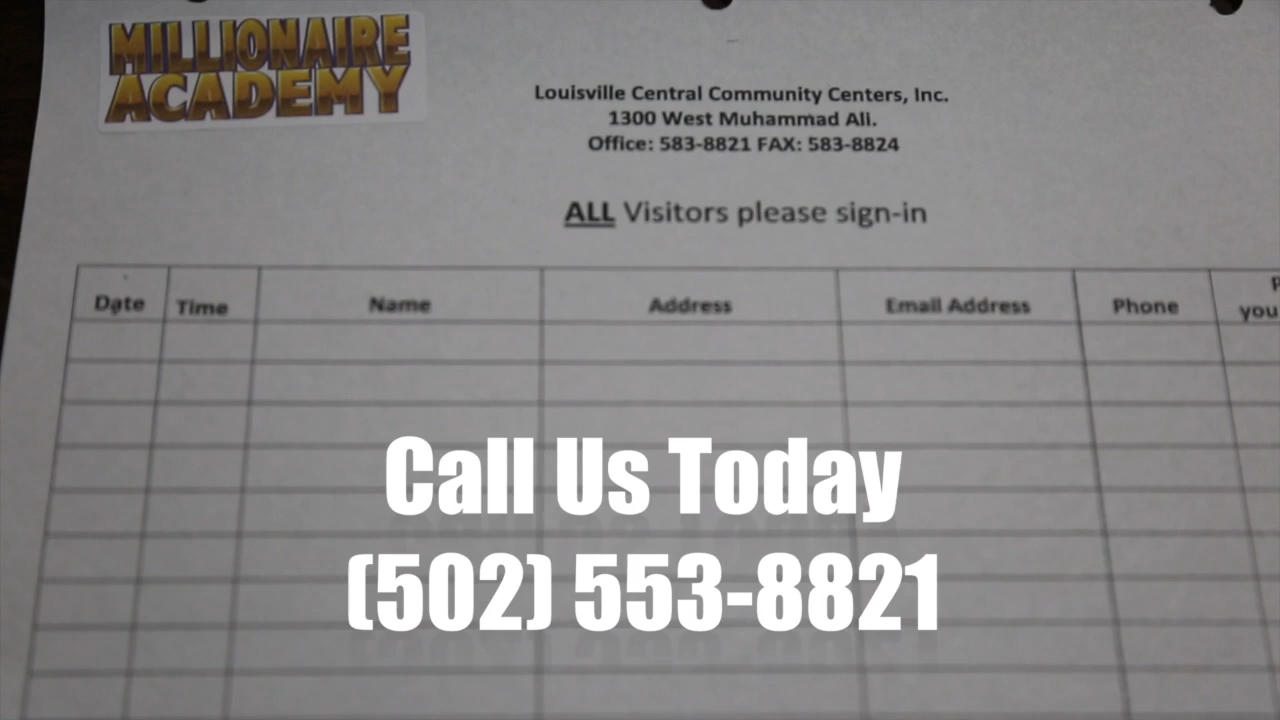 MILLIONAIRE
ACADEMY
Louisville Central Community Centers, Inc.
1300 West Muhammad Ali.
Office: 583-8821 FAX: 583-8824
ALL Visitors please sign-in
Date Time Name Address Email Address Phone
you
Call Us Today
(502) 553-8821